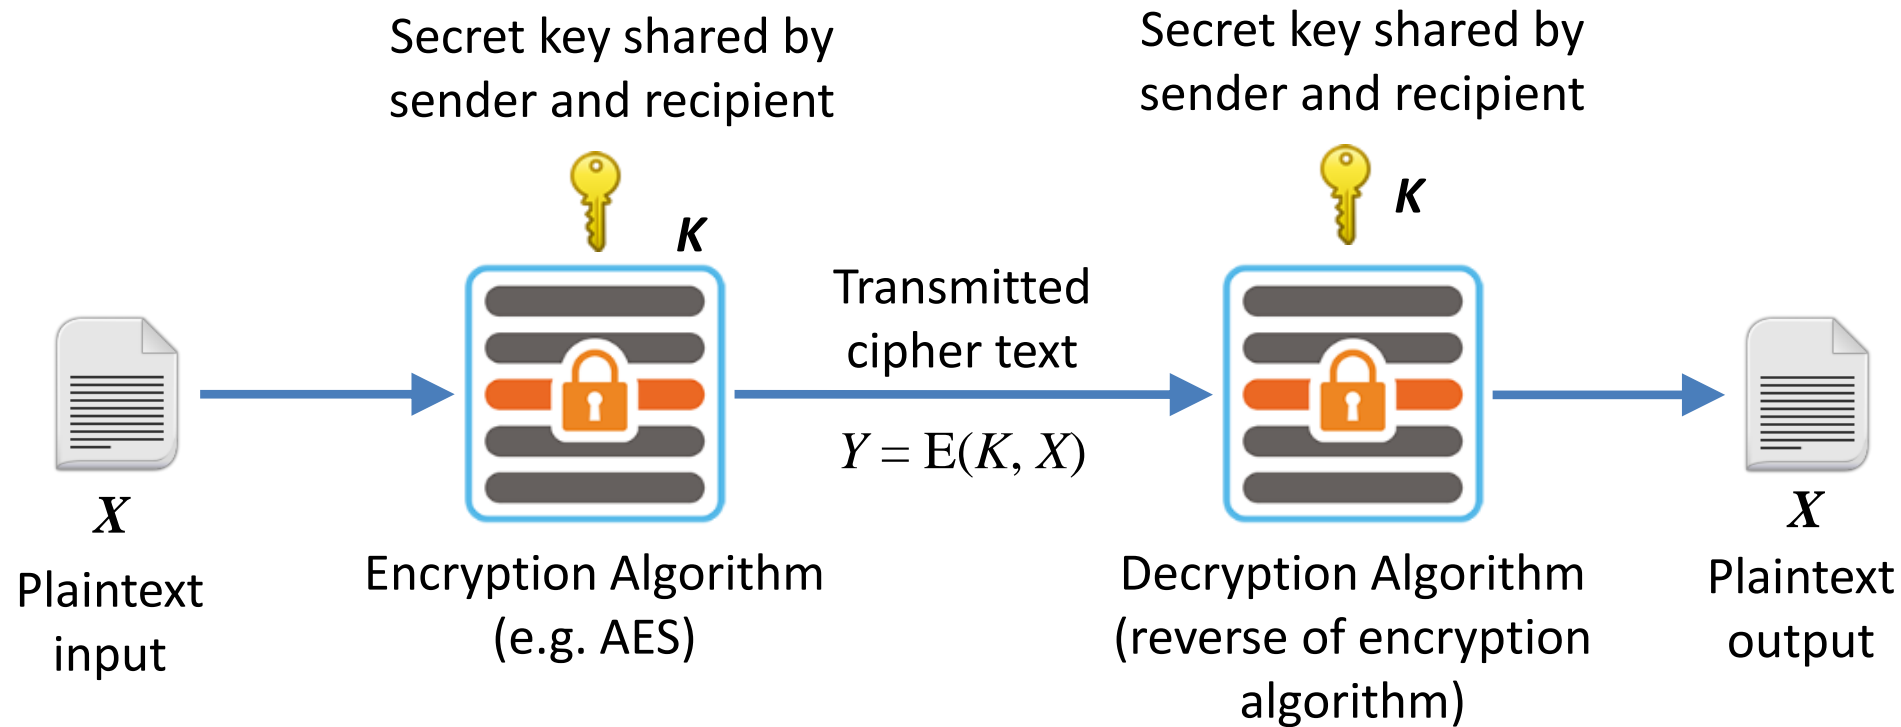 Secret key shared by
sender and recipient
K
Secret key shared by
sender and recipient
K
Transmitted
cipher text
Y = E(K, X)
X
Plaintext
input
Encryption Algorithm
(e.g. AES)
Decryption Algorithm
(reverse of encryption
algorithm)
X
Plaintext
output